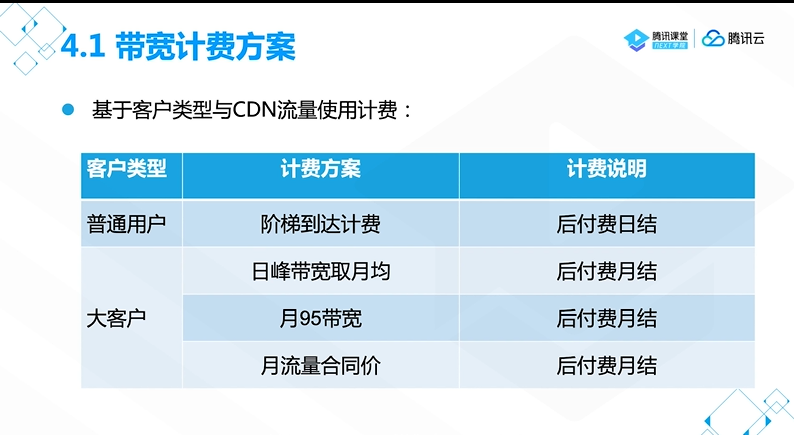 4.1 带宽计费方案
腾讯课堂
NEXT学院
腾讯云
基于客户类型与CDN流量使用计费：
客户类型 计费方案 计费说明
普通用户 阶梯到达计费 后付费日结
日峰带宽取月均 后付费月结
大客户 月95带宽 后付费月结
月流量合同价 后付费月结